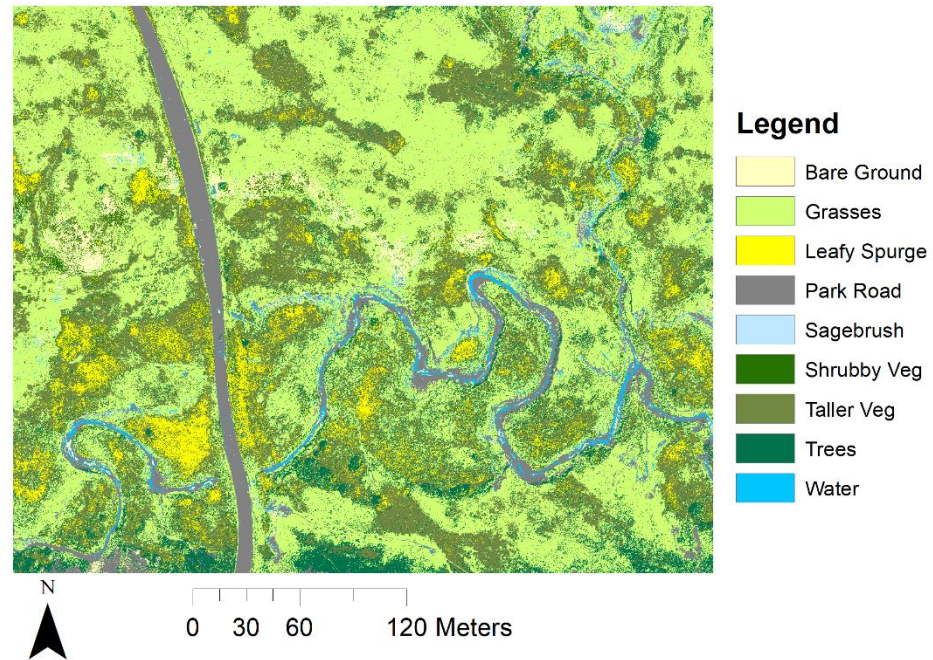 Legend
Bare Ground
Grasses
Leafy Spurge
Park Road
Sagebrush
Shrubby Veg
Taller Veg
Trees
Water
N
0 30 60 120 Meters